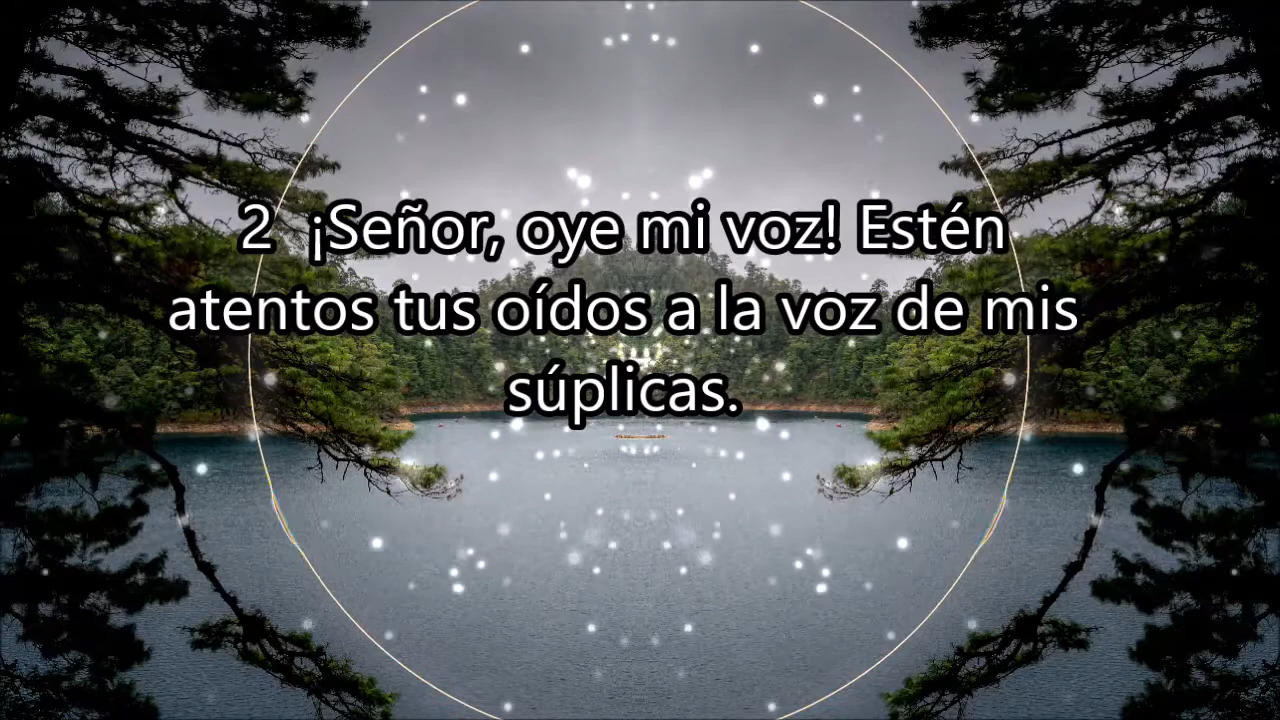 2 ¡Señor, oye mi voz! Estén
atentos tus oídos a la voz de mis
súplicas.